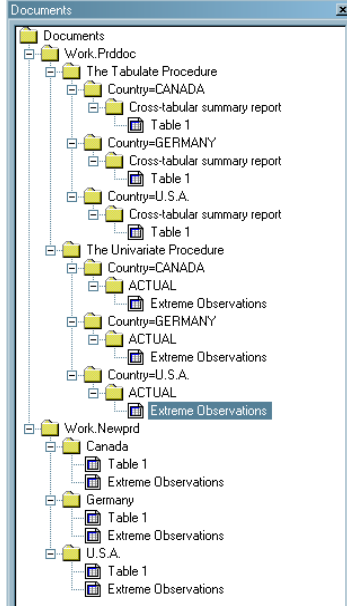 Documents
Documents
Work.Prddoc
The Tabulate Procedure
Country=CANADA
Cross-tabular summary report
Table 1
Country=GERMANY
Cross-tabular summary report
Table 1
Country=U.S.A.
Cross-tabular summary report
Table 1
The Univariate Procedure
Country=CANADA
ACTUAL
Extreme Observations
Country=GERMANY
ACTUAL
Extreme Observations
Country=U.S.A.
ACTUAL
Extreme Observations
Work.Newprd
Canada
Table 1
Extreme Observations
Germany
Table 1
Extreme Observations
U.S.A.
Table 1
Extreme Observations